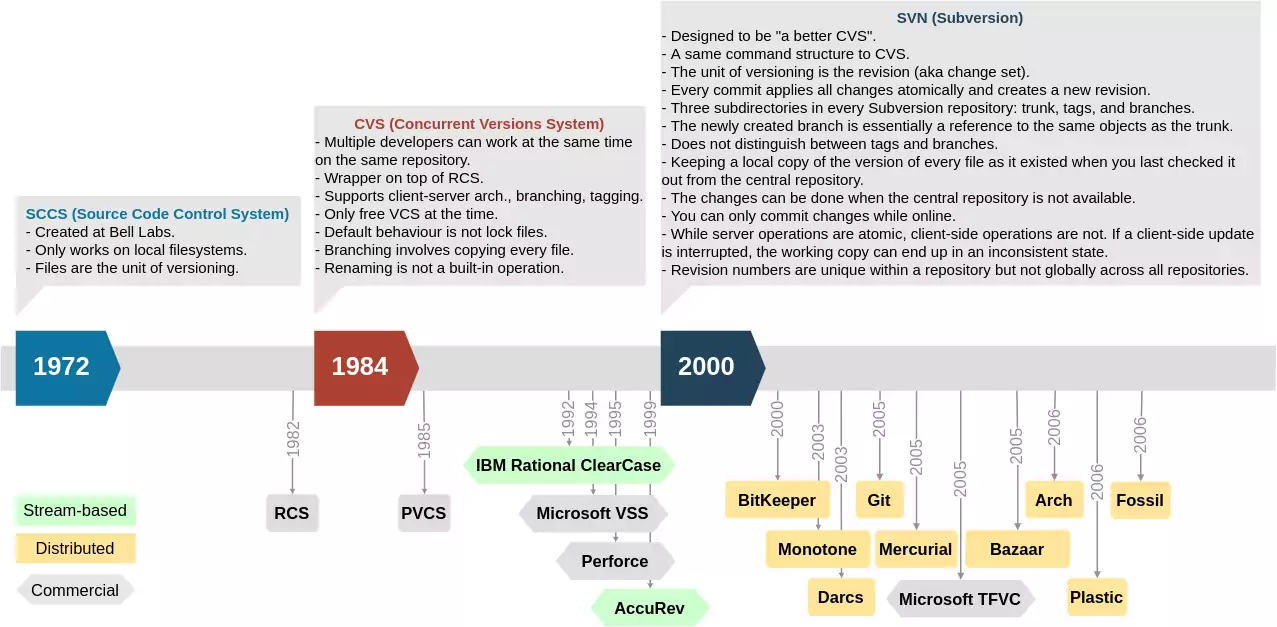 SVN (Subversion)
- Designed to be "a better CVS".
- A same command structure to CVS.
- The unit of versioning is the revision (aka change set).
- Every commit applies all changes atomically and creates a new revision.
- Three subdirectories in every Subversion repository: trunk, tags, and branches.
- The newly created branch is essentially a reference to the same objects as the trunk.
- Does not distinguish between tags and branches.
- Keeping a local copy of the version of every file as it existed when you last checked it
out from the central repository.
- The changes can be done when the central repository is not available.
- You can only commit changes while online.
- While server operations are atomic, client-side operations are not. If a client-side update
is interrupted, the working copy can end up in an inconsistent state.
- Revision numbers are unique within a repository but not globally across all repositories.
CVS (Concurrent Versions System)
- Multiple developers can work at the same time
on the same repository.
- Wrapper on top of RCS.
- Supports client-server arch., branching, tagging.
- Only free VCS at the time.
- Default behaviour is not lock files.
- Branching involves copying every file.
- Renaming is not a built-in operation.
SCCS (Source Code Control System)
- Created at Bell Labs.
- Only works on local filesystems.
- Files are the unit of versioning.
1972
1984
2000
1982
1985
1992
1994
1995
1999
2000
2003
2003
2005
2005
2005
2005
2006
2006
2006
IBM Rational ClearCase
BitKeeper
Git
Arch
Fossil
RCS
PVCS
Microsoft VSS
Monotone
Mercurial
Bazaar
Perforce
Darcs
Microsoft TFVC
Plastic
AccuRev
Stream-based
Distributed
Commercial